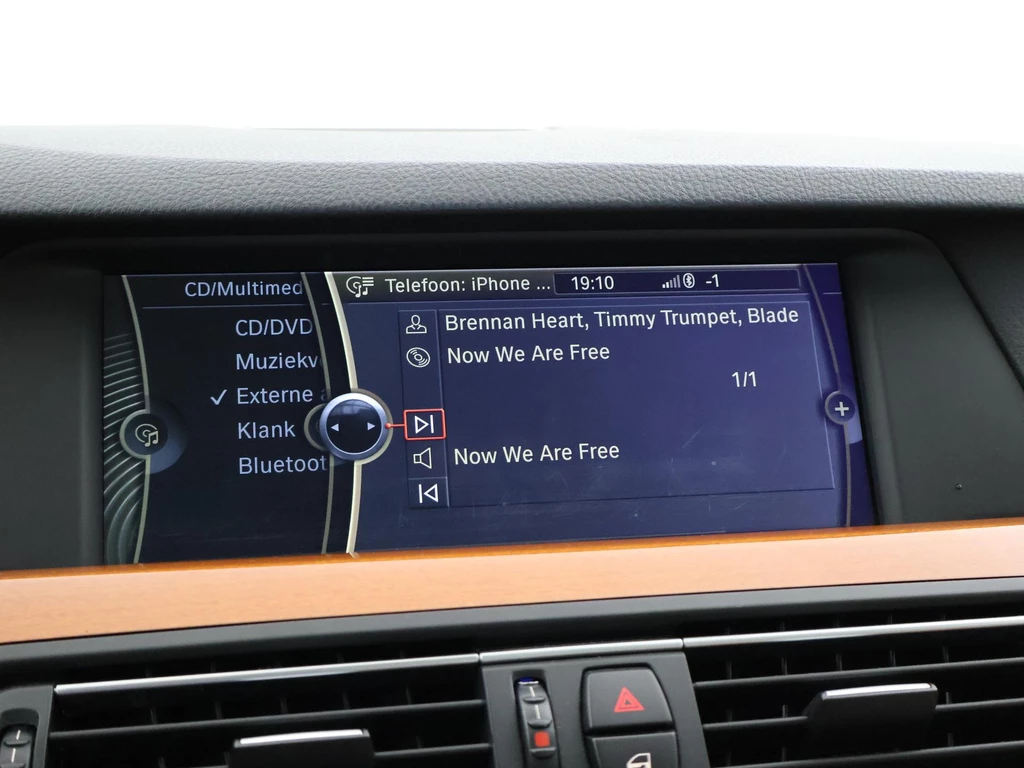 CD/Multimed
CD/DVD
Muziekv
✓ Externe a
Klank
Bluetoot
Telefoon: iPhone ... 19:10 -1
Brennan Heart, Timmy Trumpet, Blade
Now We Are Free
1/1
Now We Are Free